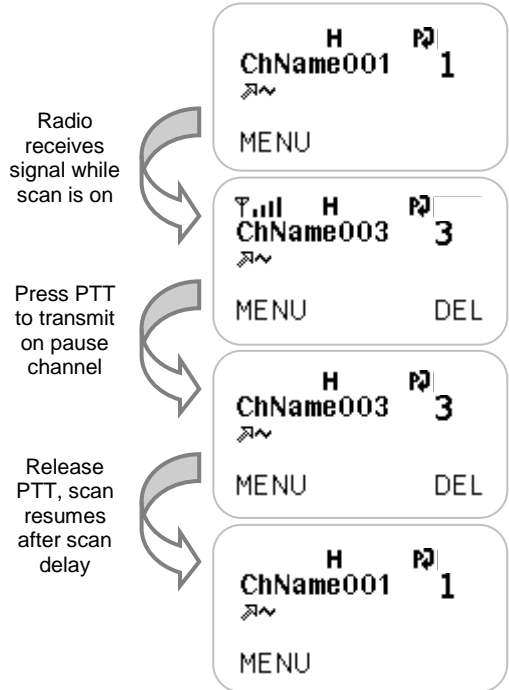 H P
ChName001 1
MENU
Radio
receives
signal while
scan is on
H P
ChName003 3
MENU DEL
Press PTT
to transmit
on pause
channel
H P
ChName003 3
MENU DEL
Release
PTT, scan
resumes
after scan
delay
H P
ChName001 1
MENU